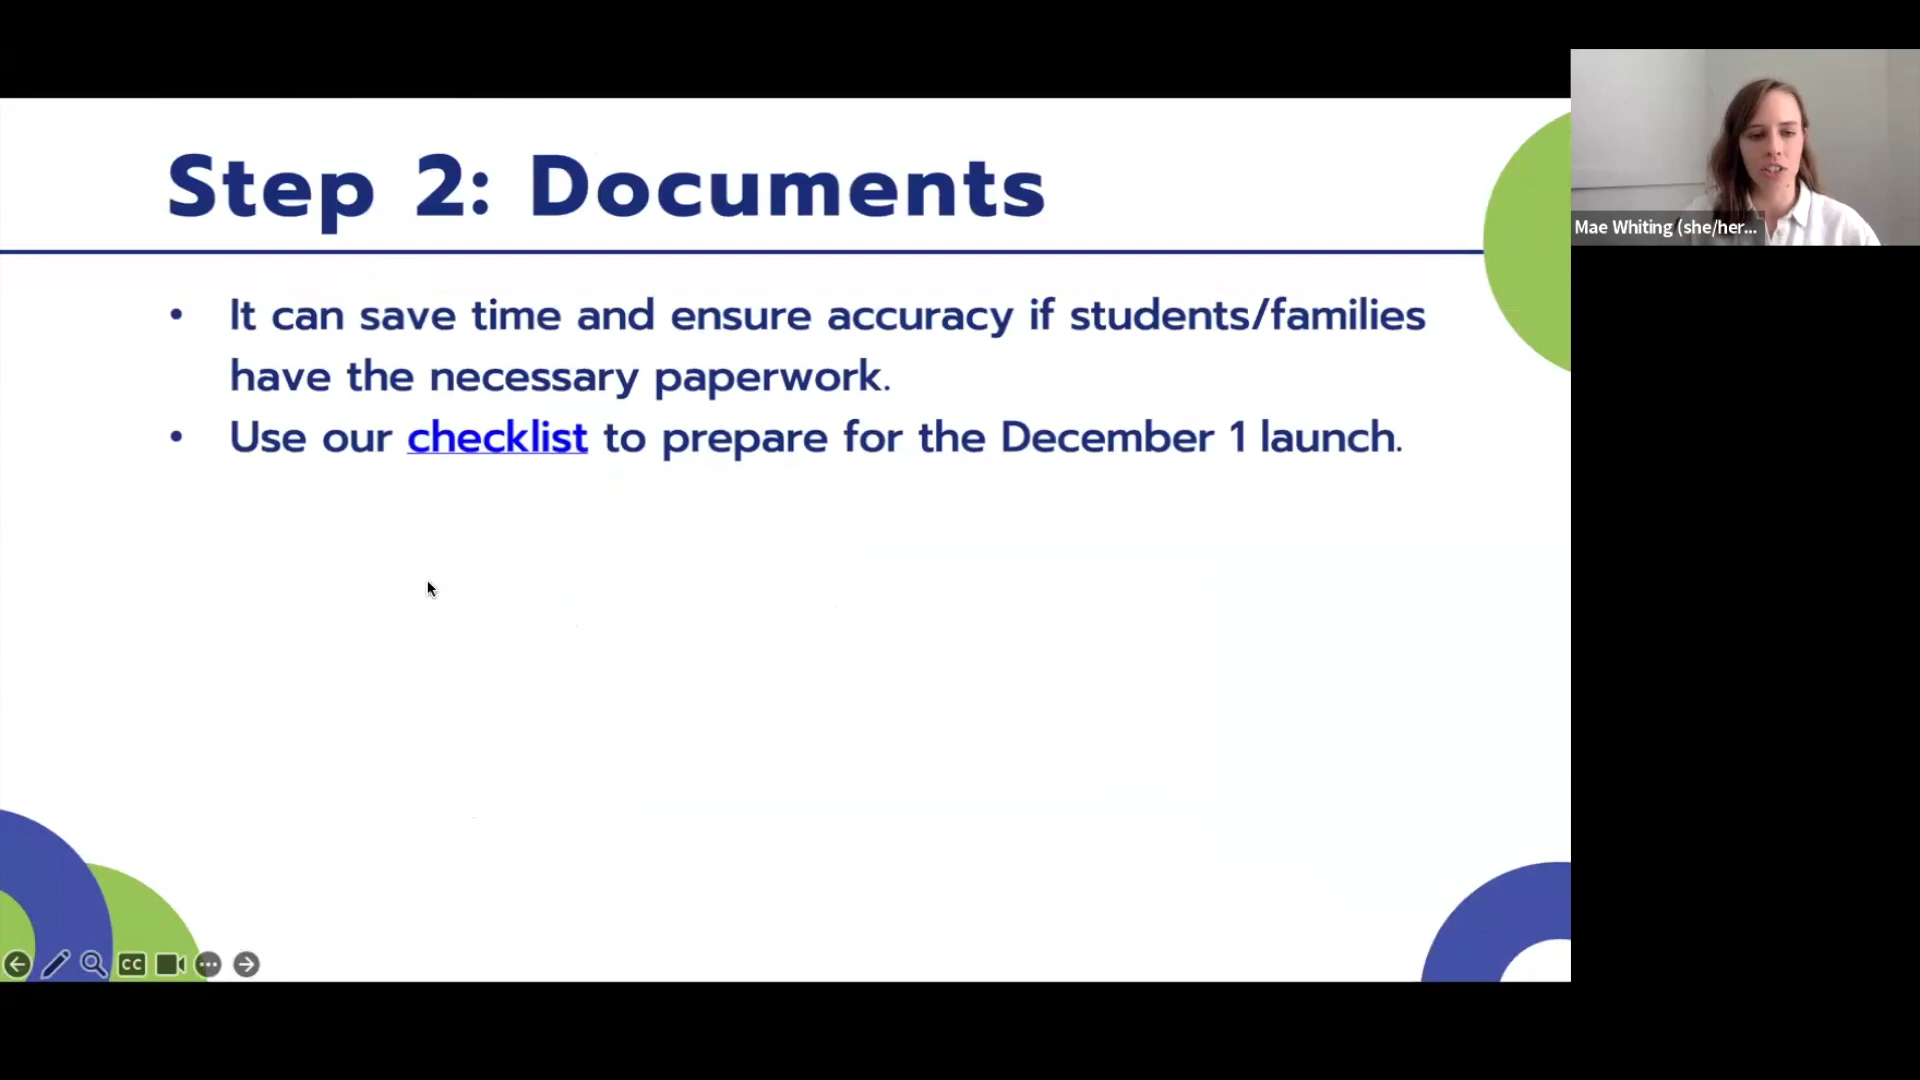 Step 2: Documents
• It can save time and ensure accuracy if students/families
have the necessary paperwork.
• Use our checklist to prepare for the December 1 launch.
Mae Whiting (she/her...
CC